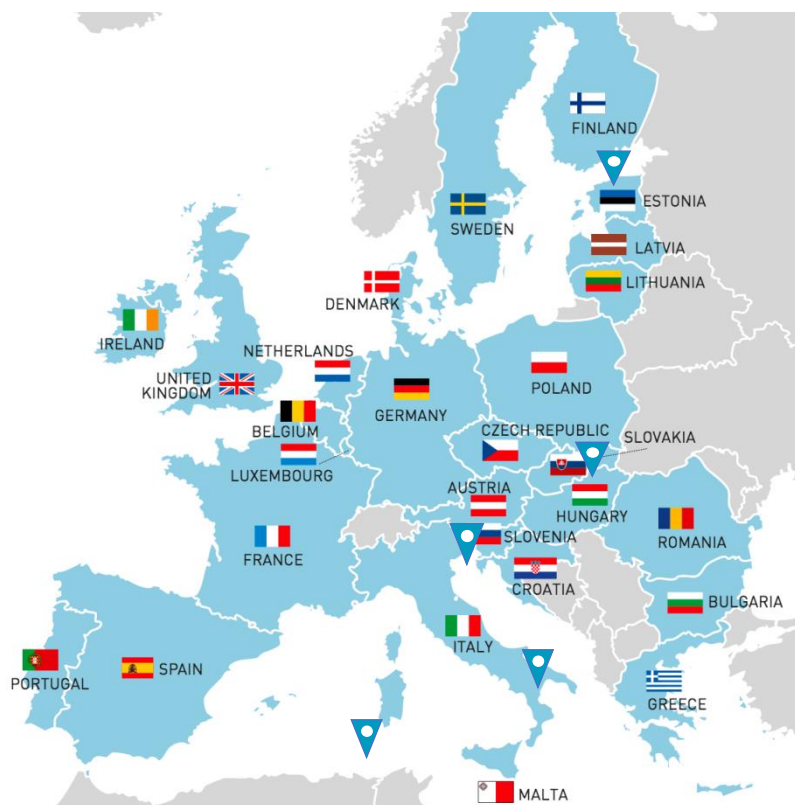 FINLAND
ESTONIA
SWEDEN
LATVIA
LITHUANIA
DENMARK
IRELAND
NETHERLANDS
UNITED
KINGDOM
POLAND
GERMANY
BELGIUM
CZECH REPUBLIC
SLOVAKIA
LUXEMBOURG
AUSTRIA
HUNGARY
SLOVENIA
ROMANIA
FRANCE
CROATIA
BULGARIA
ITALY
SPAIN
PORTUGAL
GREECE
MALTA